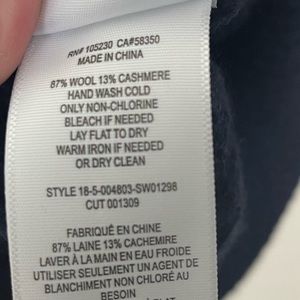 RN# 105230 CA#58350
MADE IN CHINA
87% WOOL 13% CASHMERE
HAND WASH COLD
ONLY NON-CHLORINE
BLEACH IF NEEDED
LAY FLAT TO DRY
WARM IRON IF NEEDED
OR DRY CLEAN
STYLE 18-5-004803-SW01298
CUT 001309
FABRIQUÉ EN CHINE
87% LAINE 13% CACHEMIRE
LAVER À LA MAIN EN EAU FROIDE
UTILISER SEULEMENT UN AGENT DE
BLANCHIMENT SANS CHLORE AU
BESOIN